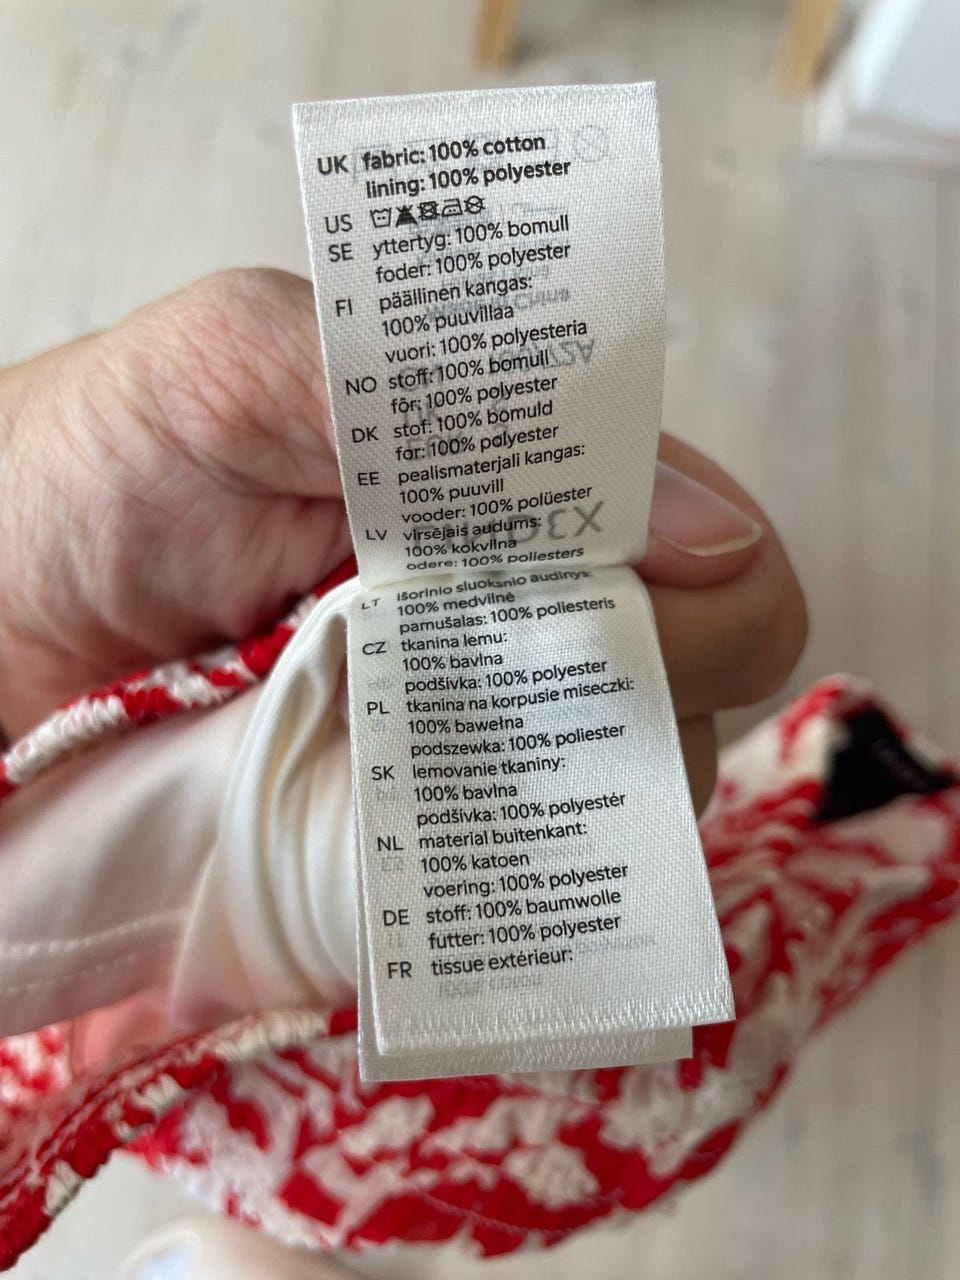 UK fabric: 100% cotton
lining: 100% polyester
US
SE yttertyg: 100% bomull
foder: 100% polyester
FI päällinen kangas:
100% puuvillaa
vuori: 100% polyesteria
NO stoff: 100% bomull
fôr: 100% polyester
DK stof: 100% bomuld
for: 100% polyester
EE pealismaterjali kangas:
100% puuvill
vooder: 100% polüester
LV virsējais audums:
100% kokvilna
odere: 100% poliesters
LT išorinio sluoksnio audinys:
100% medvilnė
pamušalas: 100% poliesteris
CZ tkanina lemu:
100% bavlna
podšívka: 100% polyester
PL tkanina na korpusie miseczki:
100% bawełna
podszewka: 100% poliester
SK lemovanie tkaniny:
100% bavlna
podšívka: 100% polyestér
NL material buitenkant:
100% katoen
voering: 100% polyester
DE stoff: 100% baumwolle
futter: 100% polyester
FR tissue extérieur: